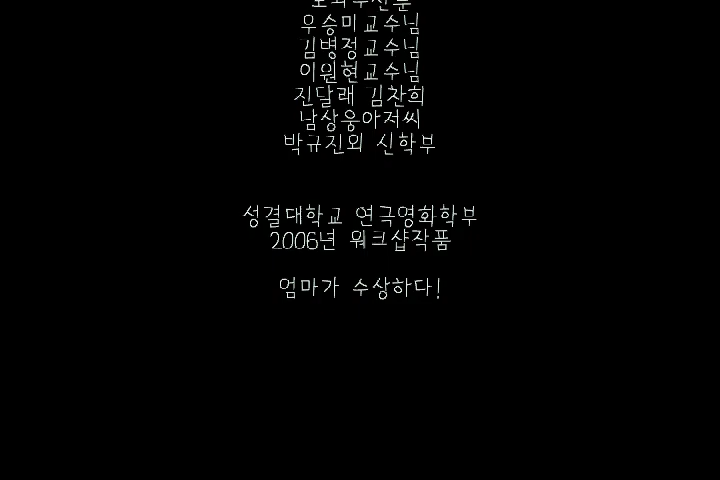 우승미교수님
김병정교수님
이원현교수님
진달래 김찬희
남상웅아저씨
박규진외 신학부
성결대학교 연극영화학부
2006년 워크샵작품
엄마가 수상하다!